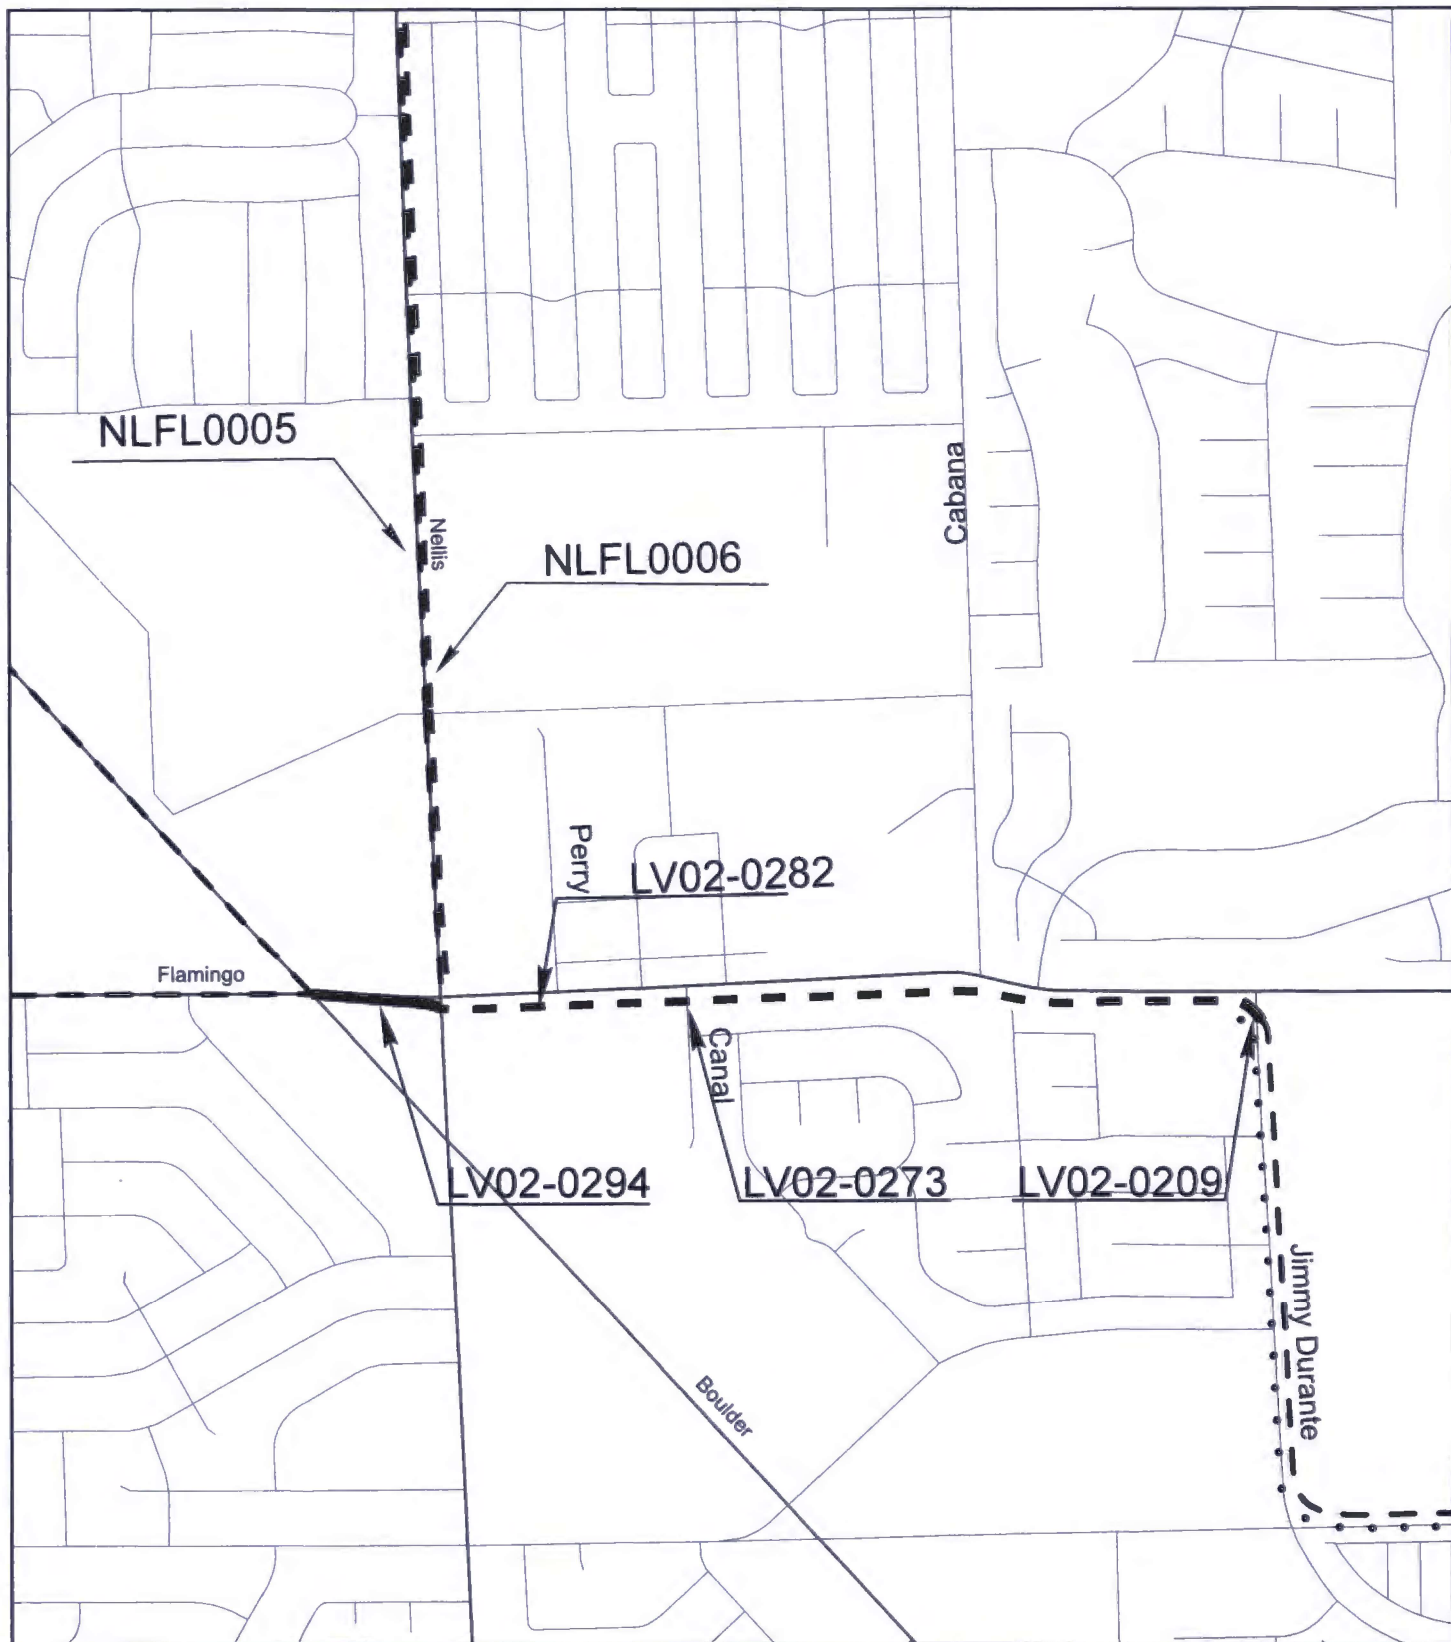 NLFL0005
Nellis
Cabana
NLFL0006
Perry
LV02-0282
Flamingo
Canal
LV02-0294
LV02-0273
LV02-0209
Jimmy Durante
Boulder